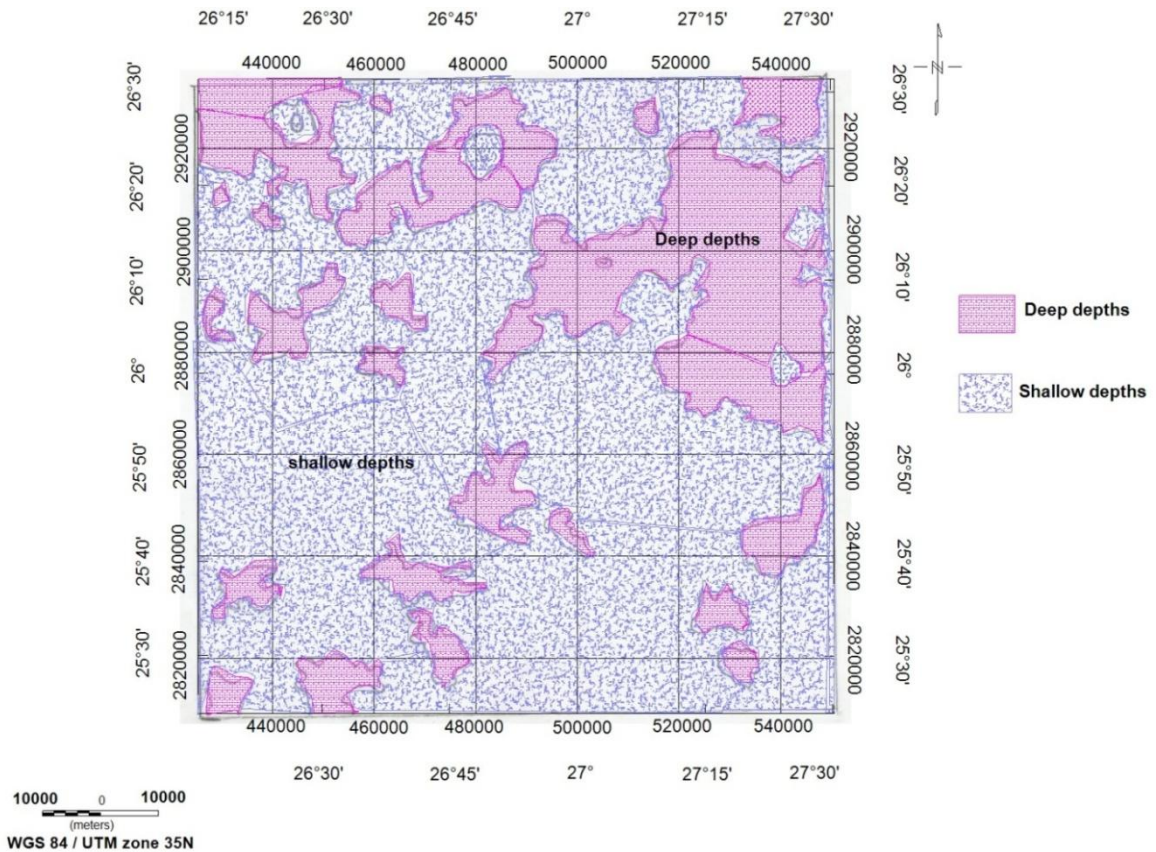 26°15' 26°30' 26°45' 27° 27°15' 27°30'
440000 460000 480000 500000 520000 540000
26°30' 26°20' 26°10' 26° 25°50' 25°40' 25°30'
2920000 2900000 2880000 2860000 2840000 2820000
Deep depths
shallow depths
2920000 2900000 2880000 2860000 2840000 2820000
26°30' 26°20' 26°10' 26° 25°50' 25°40' 25°30'
N
Deep depths
Shallow depths
440000 460000 480000 500000 520000 540000
26°30' 26°45' 27° 27°15' 27°30'
10000 0 10000
(meters)
WGS 84 / UTM zone 35N